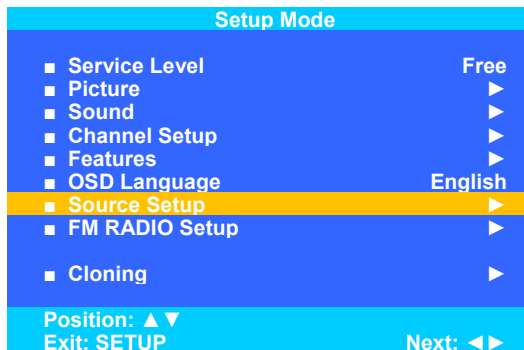 Setup Mode
■ Service Level Free
■ Picture ►
■ Sound ►
■ Channel Setup ►
■ Features ►
■ OSD Language English
■ Source Setup ►
■ FM RADIO Setup ►
■ Cloning ►
Position: ▲▼
Exit: SETUP Next: ◄►